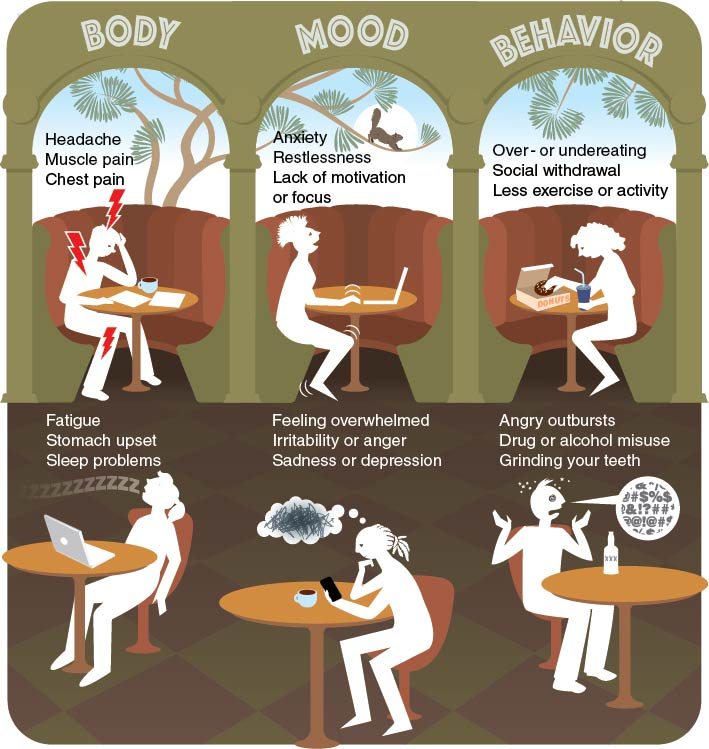 BODY
MOOD
BEHAVIOR
Headache
Muscle pain
Chest pain
Anxiety
Restlessness
Lack of motivation
or focus
Over- or undereating
Social withdrawal
Less exercise or activity
DONUTS
Fatigue
Stomach upset
Sleep problems
Feeling overwhelmed
Irritability or anger
Sadness or depression
Angry outbursts
Drug or alcohol misuse
Grinding your teeth
ZZZZZZZZZZZZ
@#$%$
&!?##
@!@#
XXX